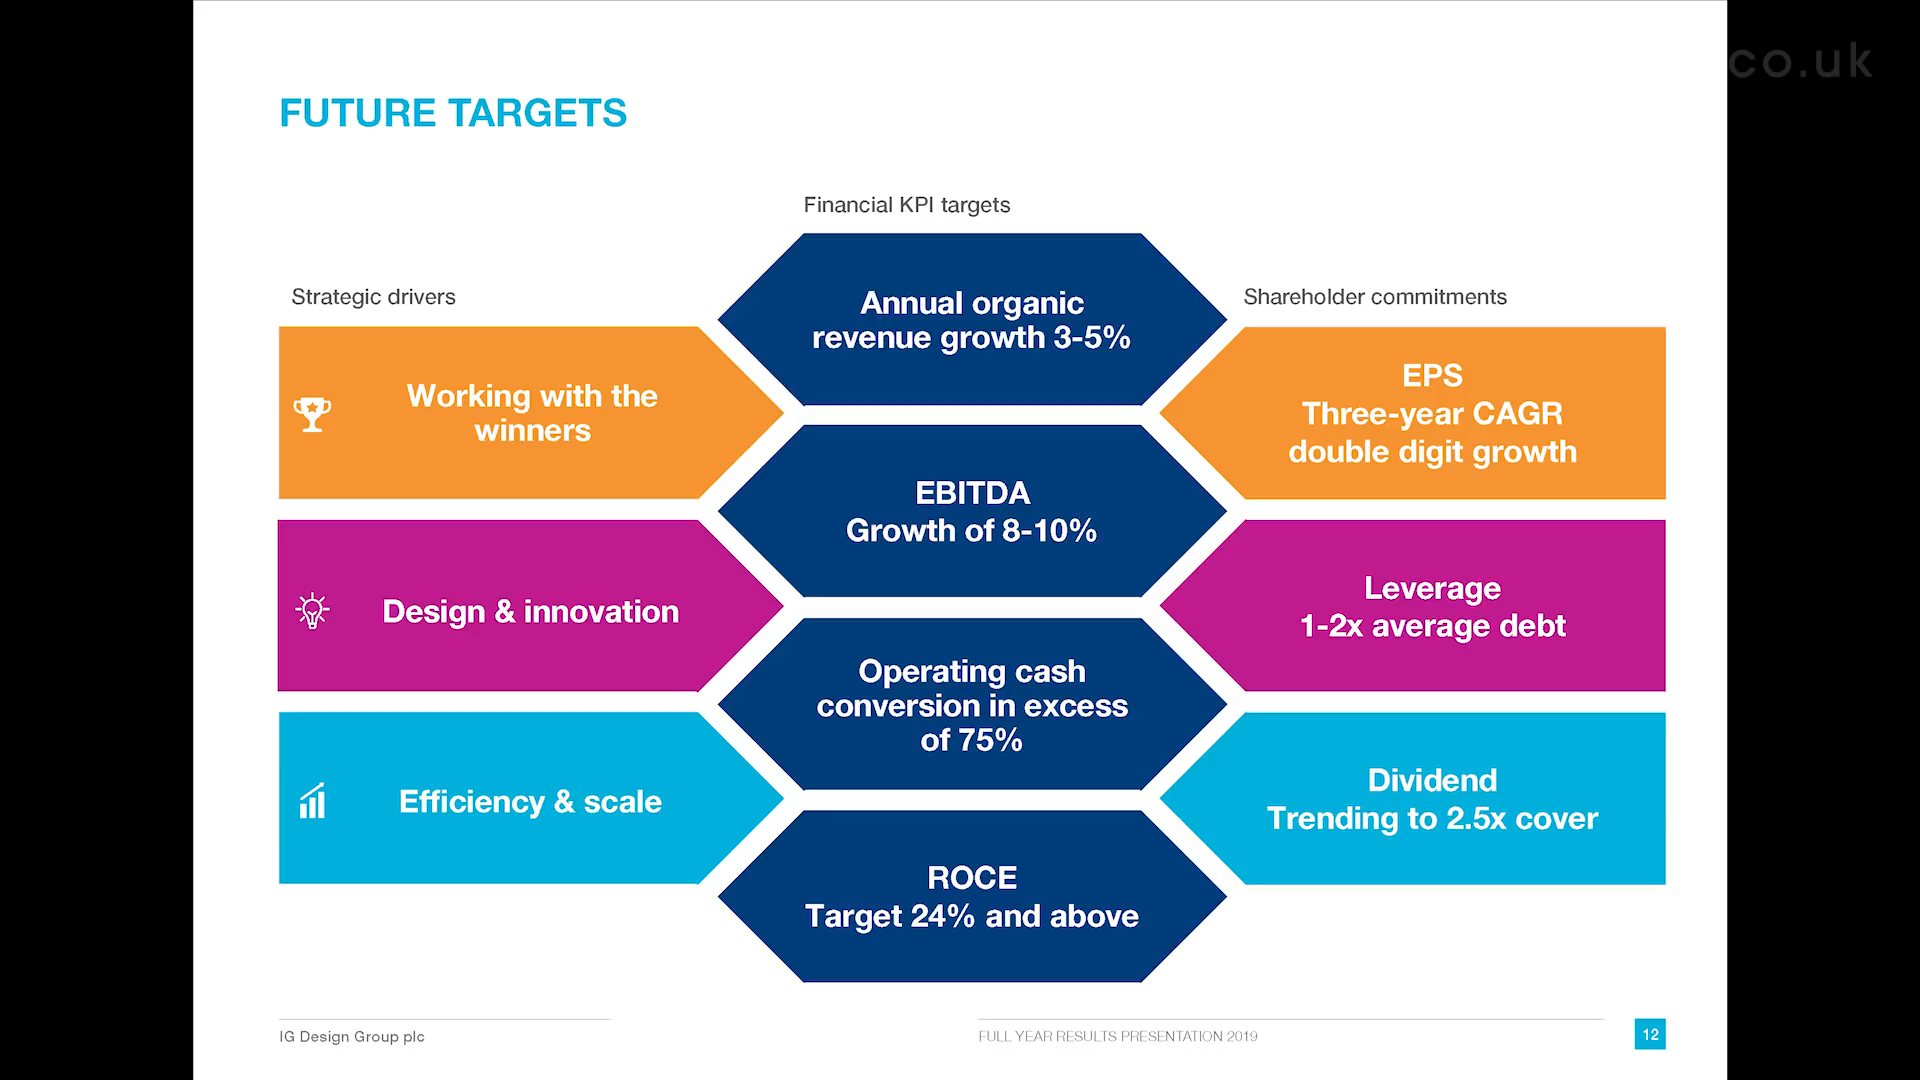 co.uk
FUTURE TARGETS
Financial KPI targets
Annual organic
revenue growth 3-5%
EBITDA
Growth of 8-10%
Operating cash
conversion in excess
of 75%
ROCE
Target 24% and above
Strategic drivers
Working with the
winners
Design & innovation
Efficiency & scale
Shareholder commitments
EPS
Three-year CAGR
double digit growth
Leverage
1-2x average debt
Dividend
Trending to 2.5x cover
IG Design Group plc
FULL YEAR RESULTS PRESENTATION 2019
12